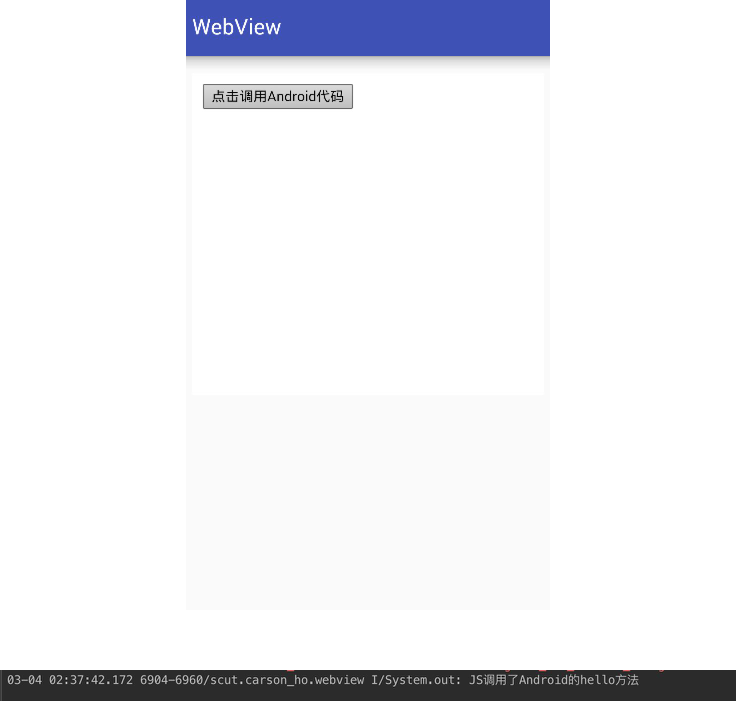 WebView
点击调用Android代码
03-04 02:37:42.172 6904-6960/scut.carson_ho.webview I/System.out: JS调用了Android的hello方法